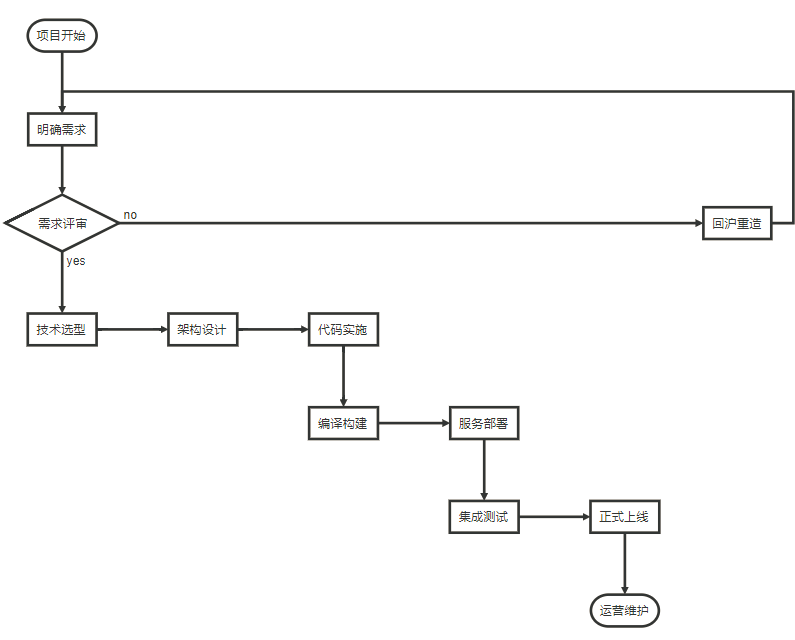 项目开始
明确需求
需求评审
no
回沪重造
yes
技术选型
架构设计
代码实施
编译构建
服务部署
集成测试
正式上线
运营维护